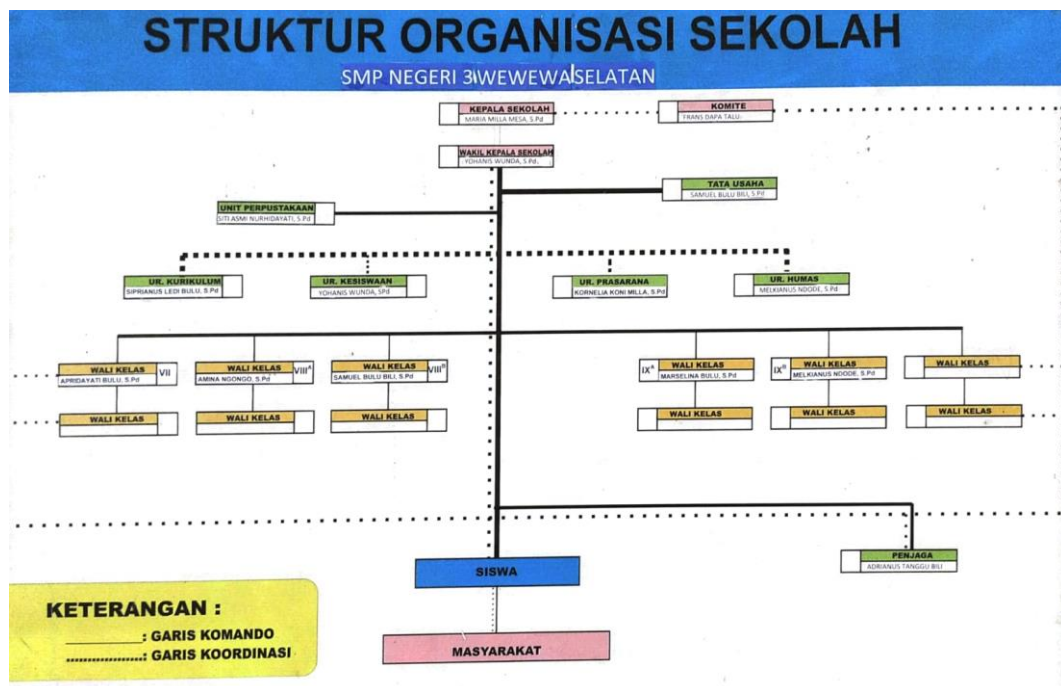 STRUKTUR ORGANISASI SEKOLAH
SMP NEGERI 3 WEWEWA SELATAN
KEPALA SEKOLAH
MARIA MILLA MESA, S.Pd
KOMITE
FRANS DAPA TALU
WAKIL KEPALA SEKOLAH
YOHANIS WUNDA, S.Pd.
TATA USAHA
SAMUEL BULU BILI, S.Pd
UNIT PERPUSTAKAAN
SITI ASMI NURHIDAYATI, S.Pd
UR. KURIKULUM
SIPRIANUS LEDI BULU, S.Pd
UR. KESISWAAN
YOHANIS WUNDA, SPd
UR. PRASARANA
KORNELIA KONI MILLA, S.Pd
UR. HUMAS
MELKIANUS NDODE, S.Pd
WALI KELAS VII
APRIDAYATI BULU, S.Pd
WALI KELAS VIIIA
AMINA NGONGO, S.Pd
WALI KELAS VIIIB
SAMUEL BULU BILI, S.Pd
IXA WALI KELAS
MARSELINA BULU, S.Pd
IXB WALI KELAS
MELKIANUS NDODE, S.Pd
WALI KELAS
WALI KELAS
WALI KELAS
WALI KELAS
WALI KELAS
WALI KELAS
WALI KELAS
PENJAGA
ADRIANUS TANGGU BILI
SISWA
MASYARAKAT
KETERANGAN :
: GARIS KOMANDO
: GARIS KOORDINASI